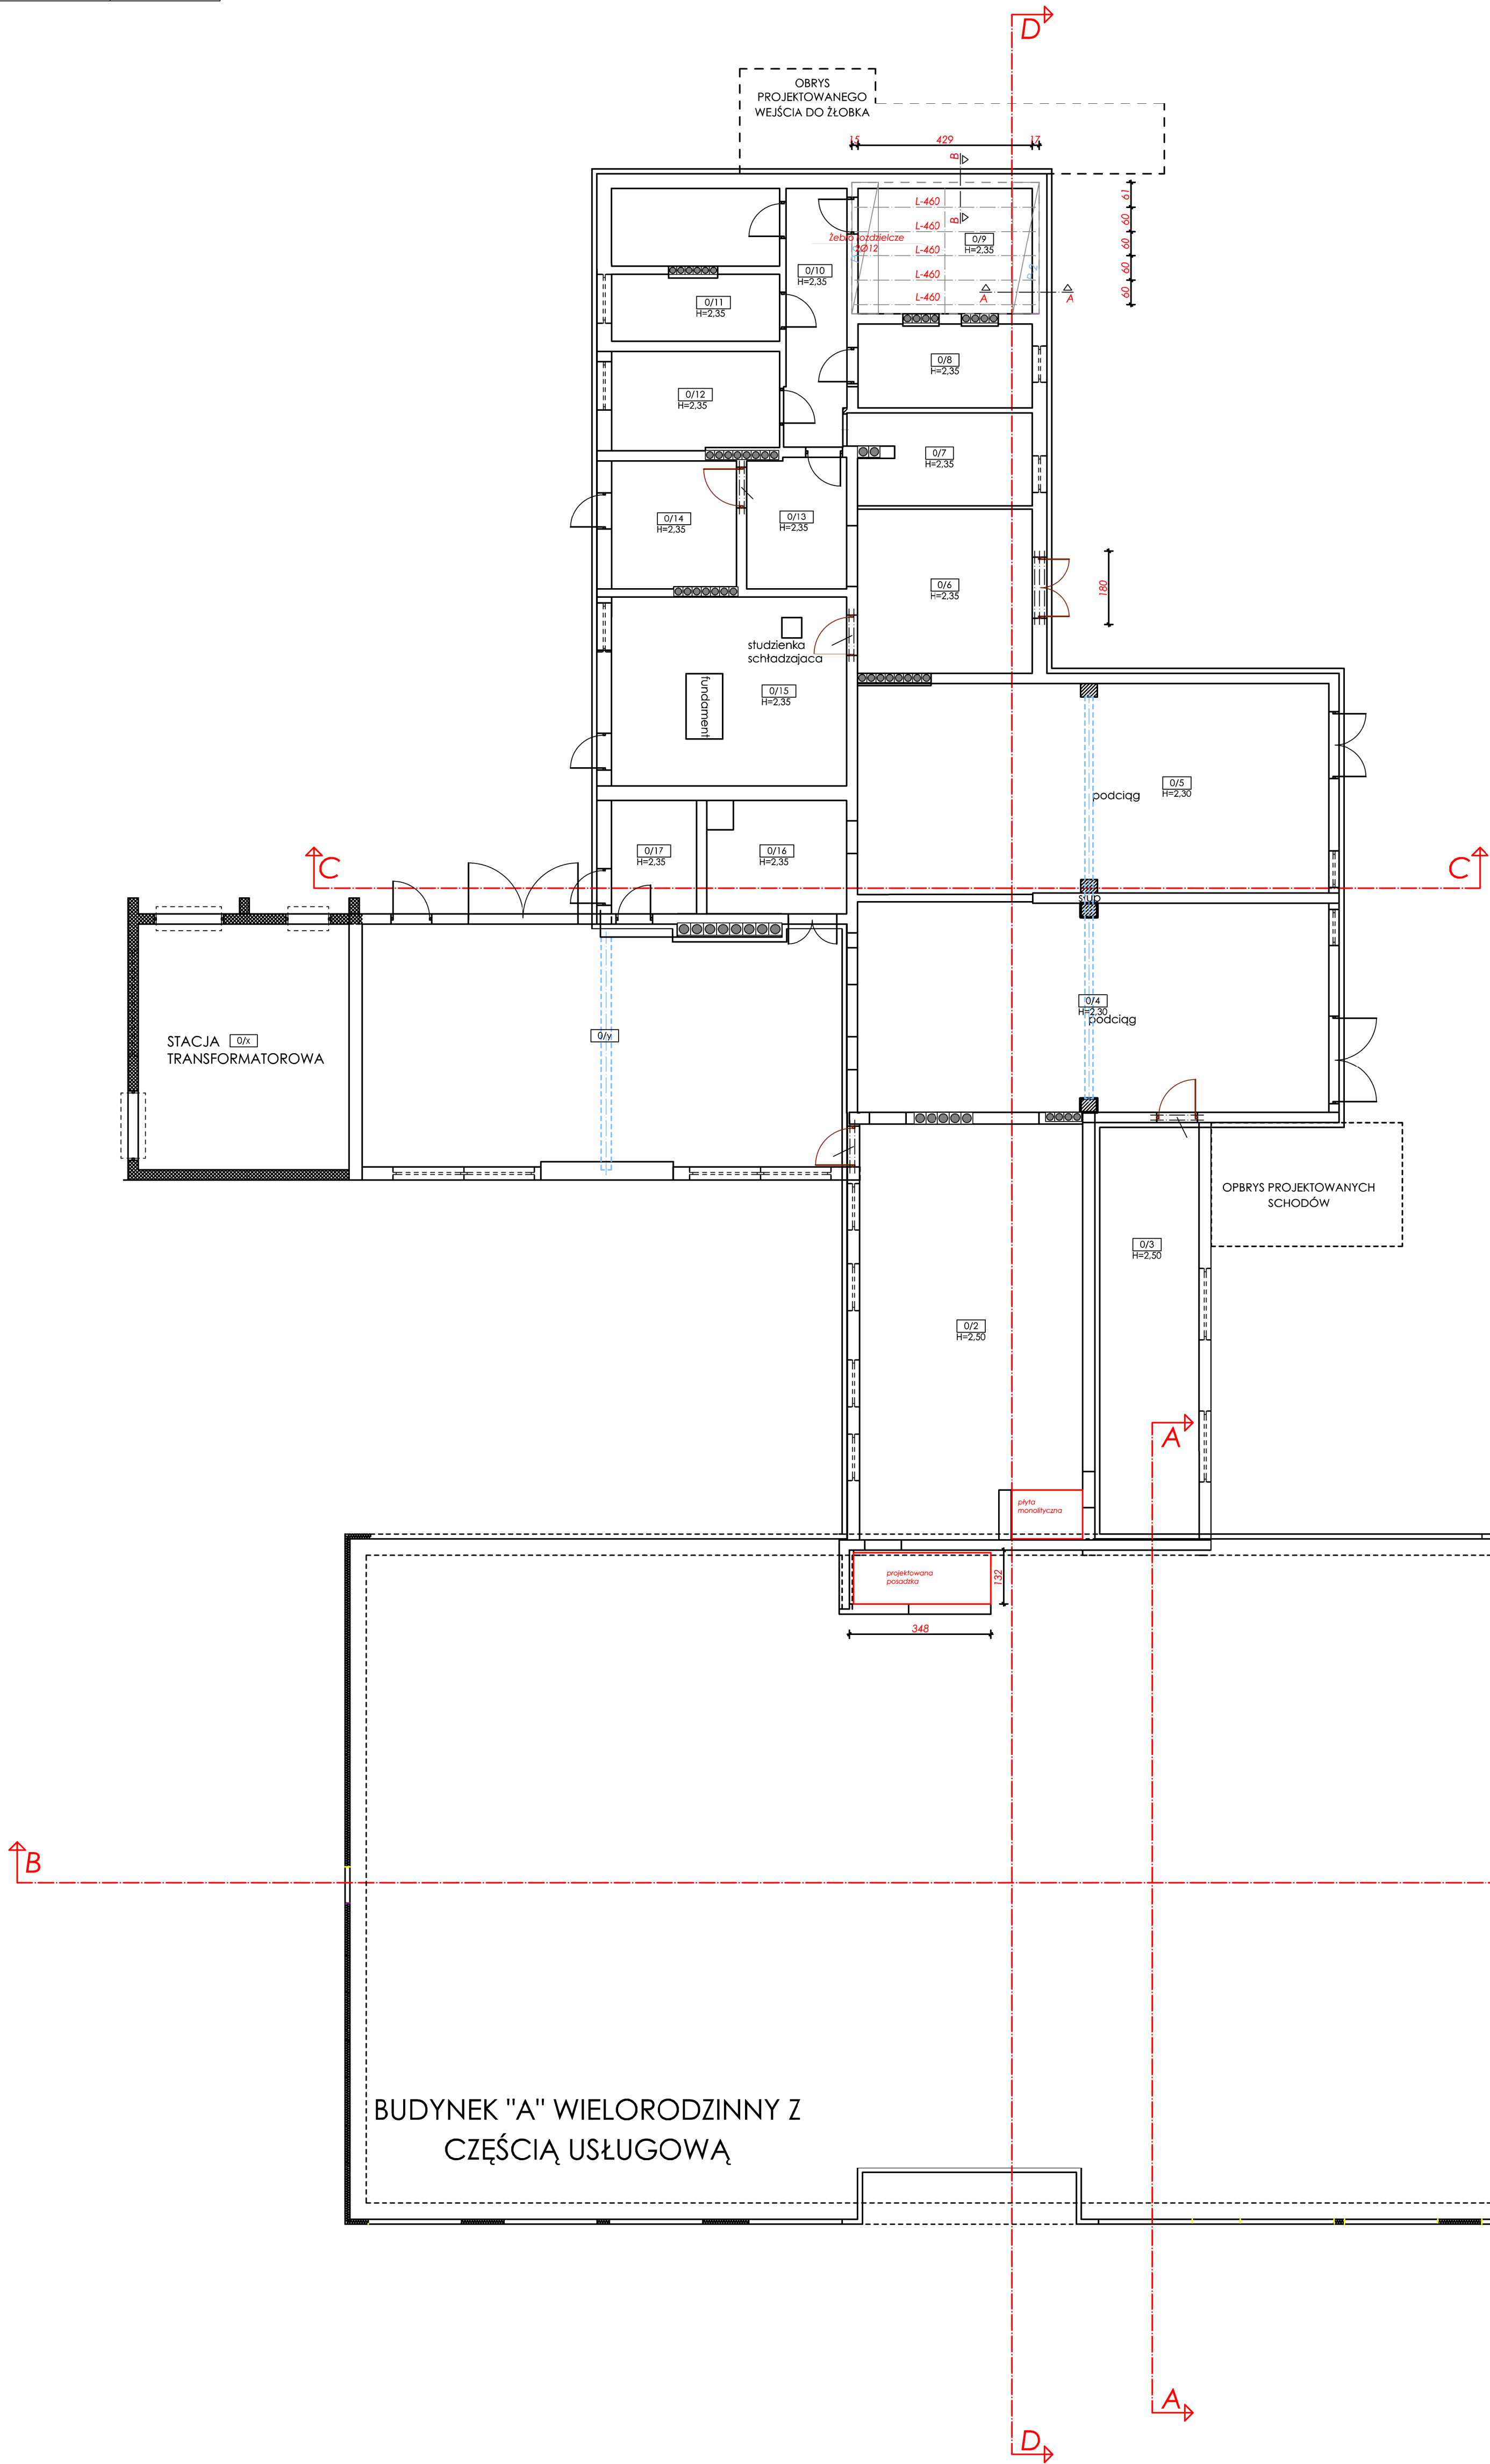 D
OBRYS
PROJEKTOWANEGO
WEJŚCIA DO ŻŁOBKA
15
429
17
B
B
61
60
60
60
60
L-460
L-460
L-460
L-460
L-460
Żebro rozdzielcze
2Ø12
0/9
H=2,35
A
A
0/10
H=2,35
0/11
H=2,35
0/8
H=2,35
0/12
H=2,35
0/7
H=2,35
0/14
H=2,35
0/13
H=2,35
0/6
H=2,35
180
studzienka
schładzajaca
fundament
0/15
H=2,35
0/5
H=2,30
podciąg
0/17
H=2,35
0/16
H=2,35
C
C
słup
STACJA
0/x
TRANSFORMATOROWA
0/y
0/4
H=2,30
podciąg
OPBRYS PROJEKTOWANYCH
SCHODÓW
0/3
H=2,50
0/2
H=2,50
A
płyta
monolityczna
projektowana
posadzka
132
348
B
BUDYNEK "A" WIELORODZINNY Z
CZĘŚCIĄ USŁUGOWĄ
A
D